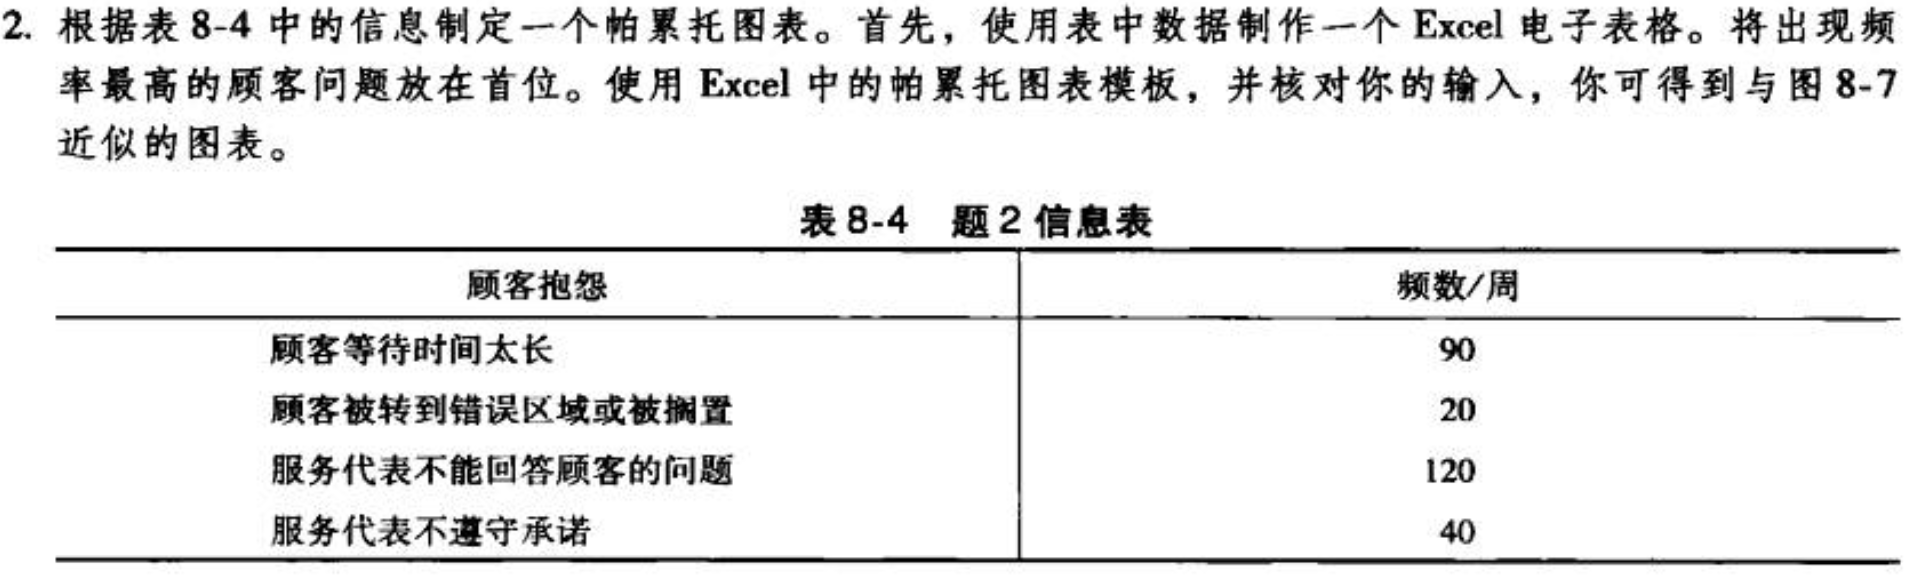 2. 根据表 8-4 中的信息制定一个帕累托图表。首先，使用表中数据制作一个 Excel 电子表格。将出现频
率最高的顾客问题放在首位。使用 Excel 中的帕累托图表模板，并核对你的输入，你可得到与图 8-7
近似的图表。
表 8-4 题 2 信息表
顾客抱怨 频数/周
顾客等待时间太长 90
顾客被转到错误区域或被搁置 20
服务代表不能回答顾客的问题 120
服务代表不遵守承诺 40